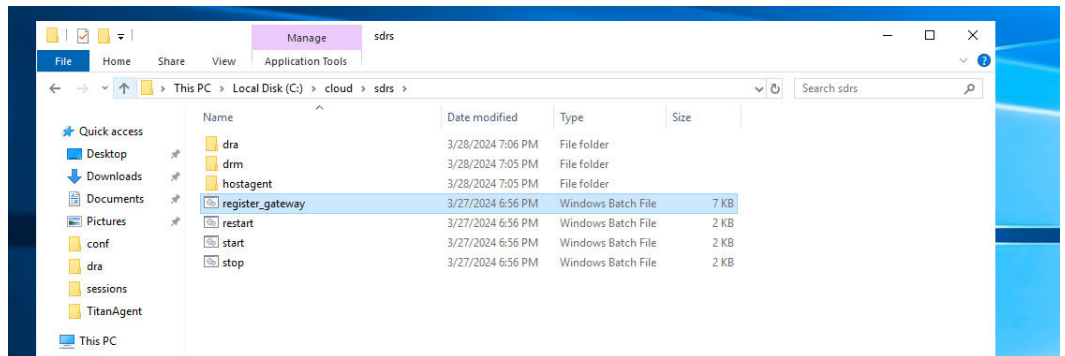 Manage sdrs
File Home Share View Application Tools
This PC > Local Disk (C:) > cloud > sdrs > Search sdrs
Name Date modified Type Size
Quick access
Desktop
Downloads
Documents
Pictures
conf
dra
sessions
TitanAgent
This PC
dra 3/28/2024 7:06 PM File folder
drm 3/28/2024 7:05 PM File folder
hostagent 3/28/2024 7:05 PM File folder
register_gateway 3/27/2024 6:56 PM Windows Batch File 7 KB
restart 3/27/2024 6:56 PM Windows Batch File 2 KB
start 3/27/2024 6:56 PM Windows Batch File 2 KB
stop 3/27/2024 6:56 PM Windows Batch File 2 KB